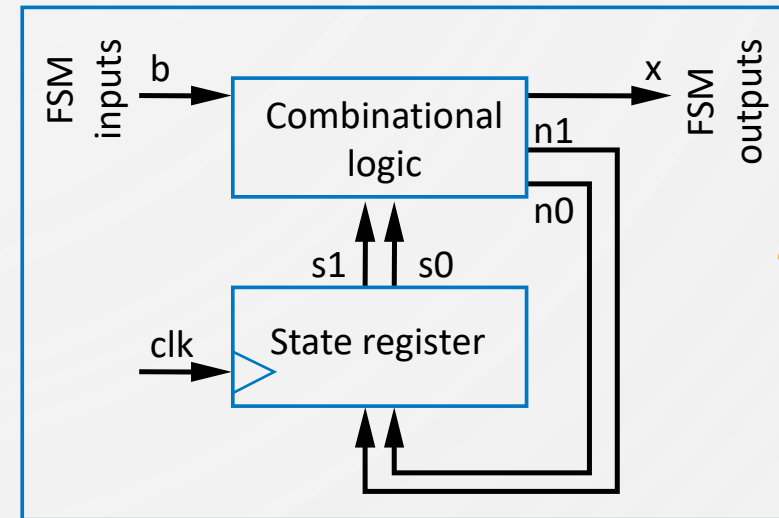 FSM
inputs
b
x
FSM
outputs
Combinational
logic
n1
n0
s1
s0
clk
State register